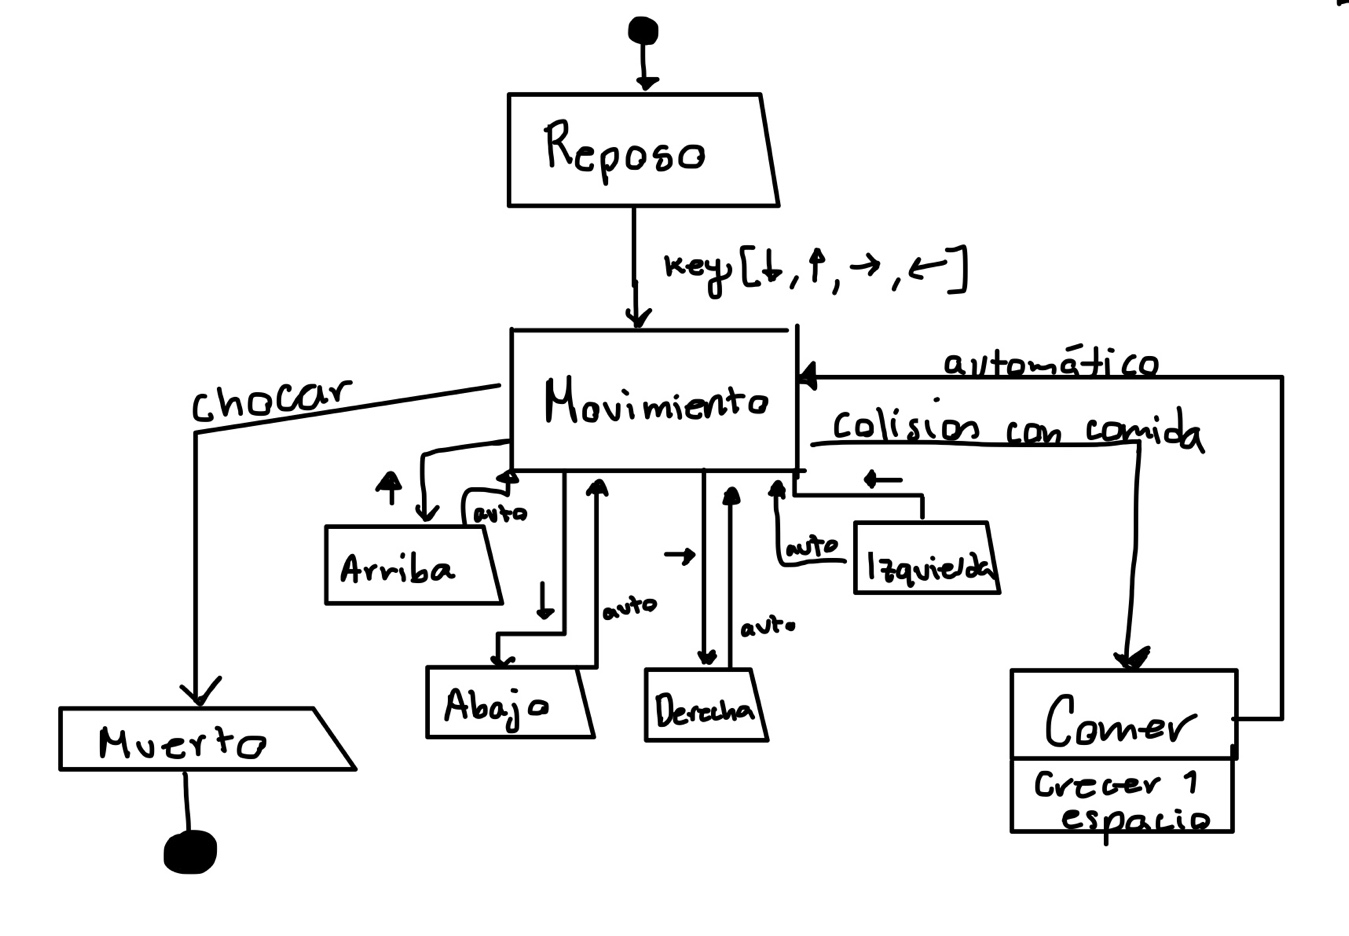 Reposo
key[↓,↑,→,←]
Movimiento
automático
chocar
colision con comida
↑
auto
←
Arriba
→
auto
Izquierda
↓
auto
auto
Abajo
Derecha
Muerto
Comer
Crecer 1
espacio